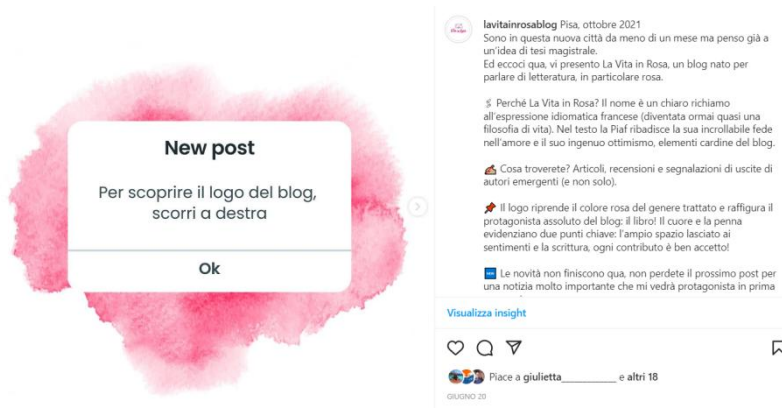 New post
Per scoprire il logo del blog,
scorri a destra
Ok
lavitainrosablog Pisa, ottobre 2021
Sono in questa nuova città da meno di un mese ma penso già a
un'idea di tesi magistrale.
Ed eccoci qua, vi presento La Vita in Rosa, un blog nato per
parlare di letteratura, in particolare rosa.
Perché La Vita in Rosa? Il nome è un chiaro richiamo
all'espressione idiomatica francese (diventata ormai quasi una
filosofia di vita). Nel testo la Piaf ribadisce la sua incrollabile fede
nell'amore e il suo ingenuo ottimismo, elementi cardine del blog.
Cosa troverete? Articoli, recensioni e segnalazioni di uscite di
autori emergenti (e non solo).
Il logo riprende il colore rosa del genere trattato e raffigura il
protagonista assoluto del blog: il libro! Il cuore e la penna
evidenziano due punti chiave: l'ampio spazio lasciato ai
sentimenti e la scrittura, ogni contributo è ben accetto!
Le novità non finiscono qua, non perdete il prossimo post per
una notizia molto importante che mi vedrà protagonista in prima
Visualizza insight
Piace a giulietta____________ e altri 18
GIUGNO 20